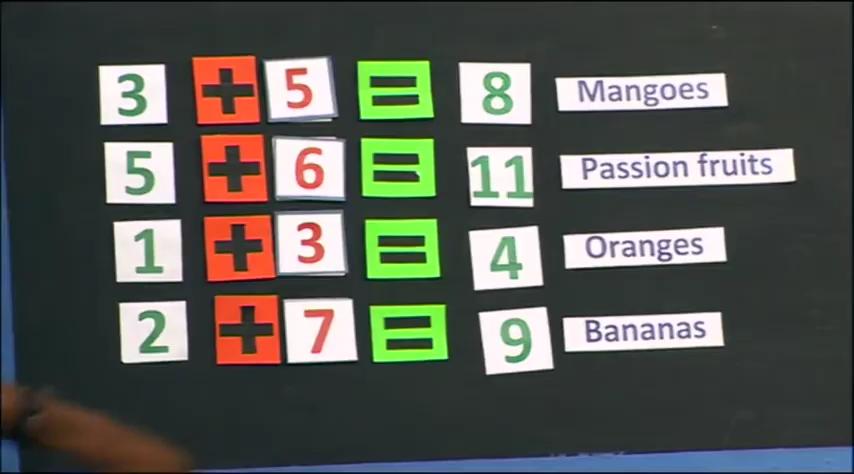 3 + 5 = 8 Mangoes
5 + 6 = 11 Passion fruits
1 + 3 = 4 Oranges
2 + 7 = 9 Bananas